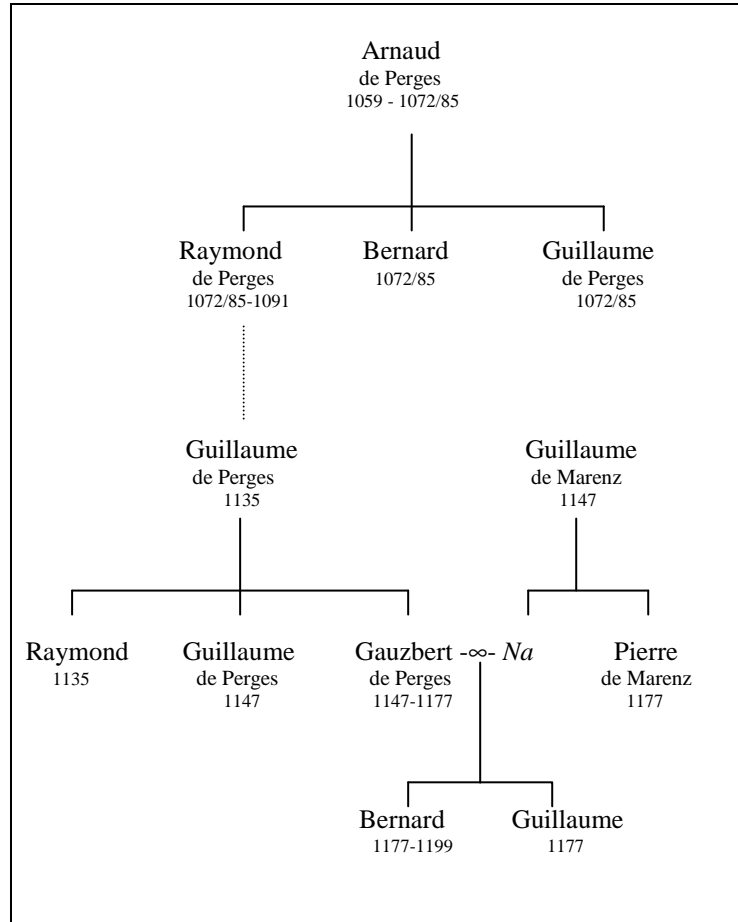 Arnaud
de Perges
1059 - 1072/85
Raymond
de Perges
1072/85-1091
Bernard
1072/85
Guillaume
de Perges
1072/85
Guillaume
de Perges
1135
Guillaume
de Marenz
1147
Raymond
1135
Guillaume
de Perges
1147
Gauzbert -∞- Na
de Perges
1147-1177
Pierre
de Marenz
1177
Bernard
1177-1199
Guillaume
1177